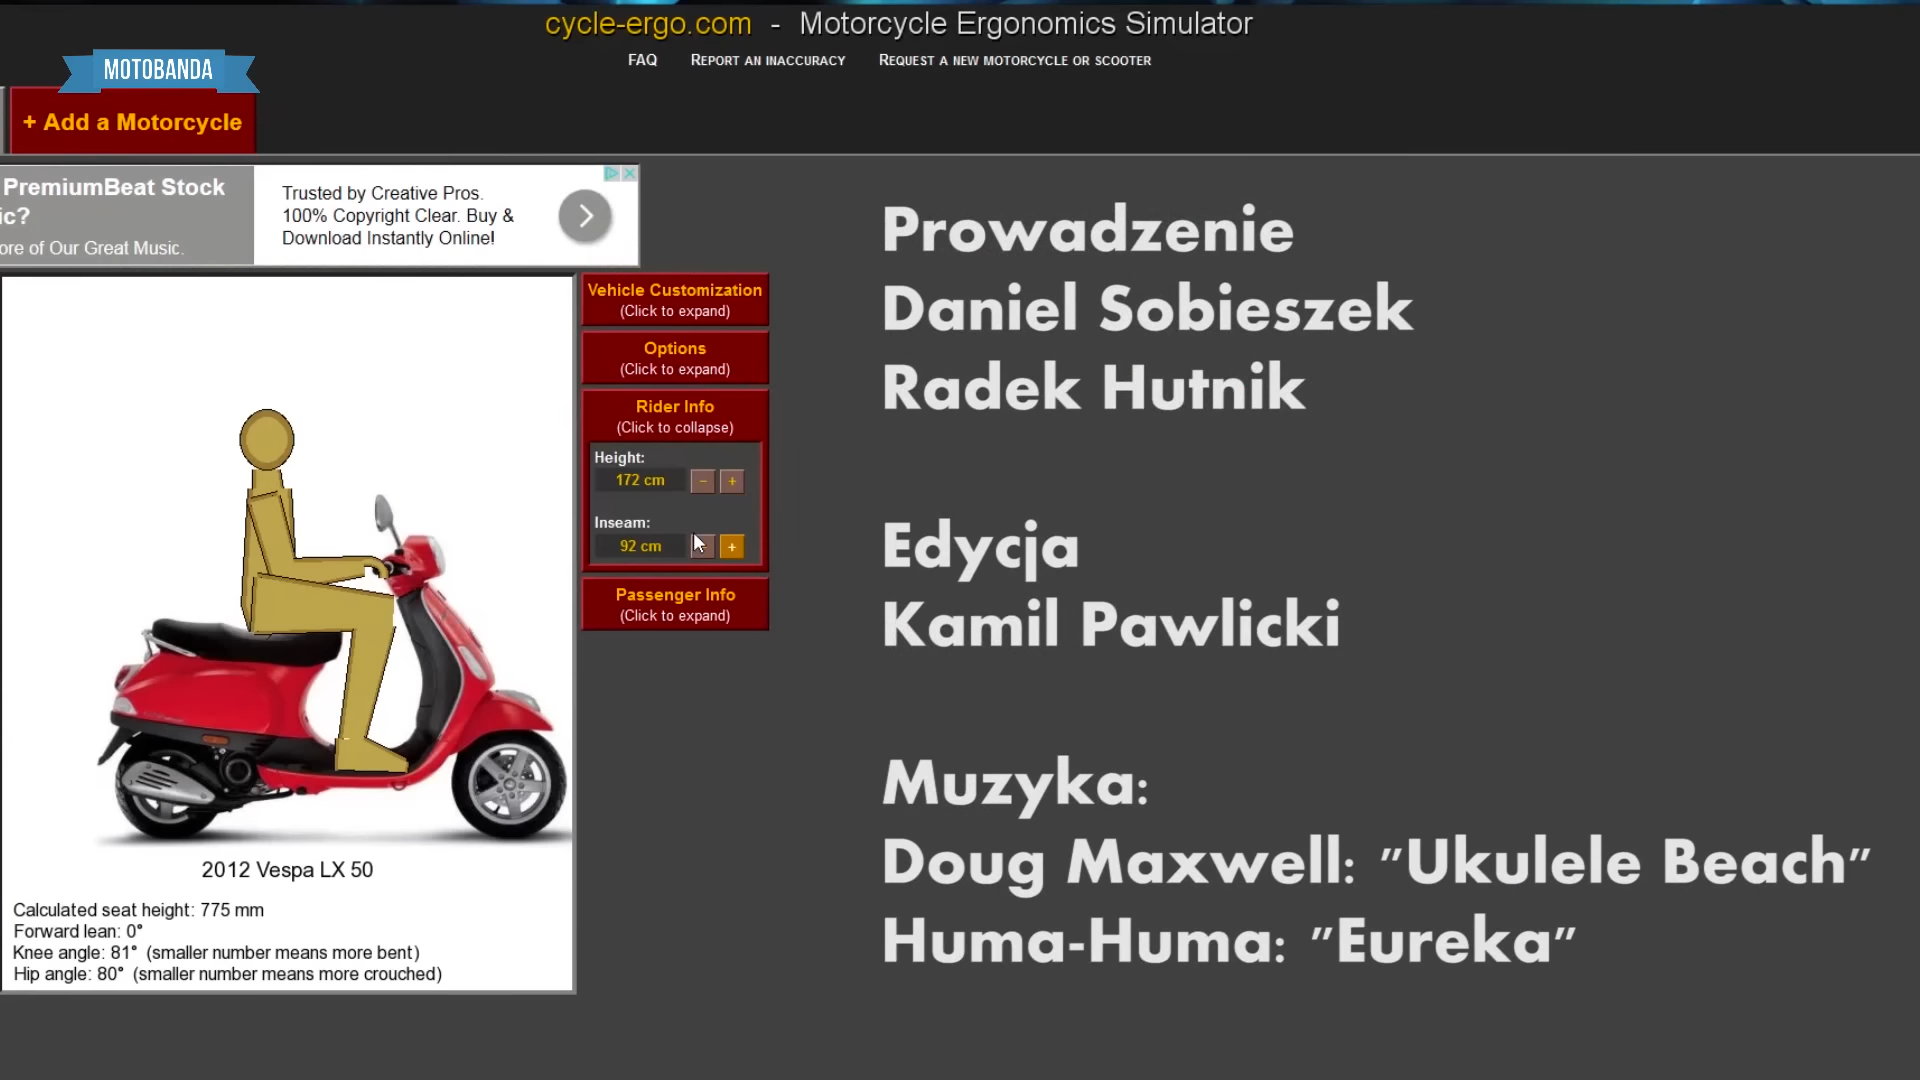 cycle-ergo.com - Motorcycle Ergonomics Simulator
FAQ REPORT AN INACCURACY REQUEST A NEW MOTORCYCLE OR SCOOTER
MOTOBANDA
+ Add a Motorcycle
PremiumBeat Stock
ic?
ore of Our Great Music.
Trusted by Creative Pros.
100% Copyright Clear. Buy &
Download Instantly Online!
Vehicle Customization
(Click to expand)
Options
(Click to expand)
Rider Info
(Click to collapse)
Height:
172 cm - +
Inseam:
92 cm +
Passenger Info
(Click to expand)
2012 Vespa LX 50
Calculated seat height: 775 mm
Forward lean: 0°
Knee angle: 81° (smaller number means more bent)
Hip angle: 80° (smaller number means more crouched)
Prowadzenie
Daniel Sobieszek
Radek Hutnik
Edycja
Kamil Pawlicki
Muzyka:
Doug Maxwell: "Ukulele Beach"
Huma-Huma: "Eureka"